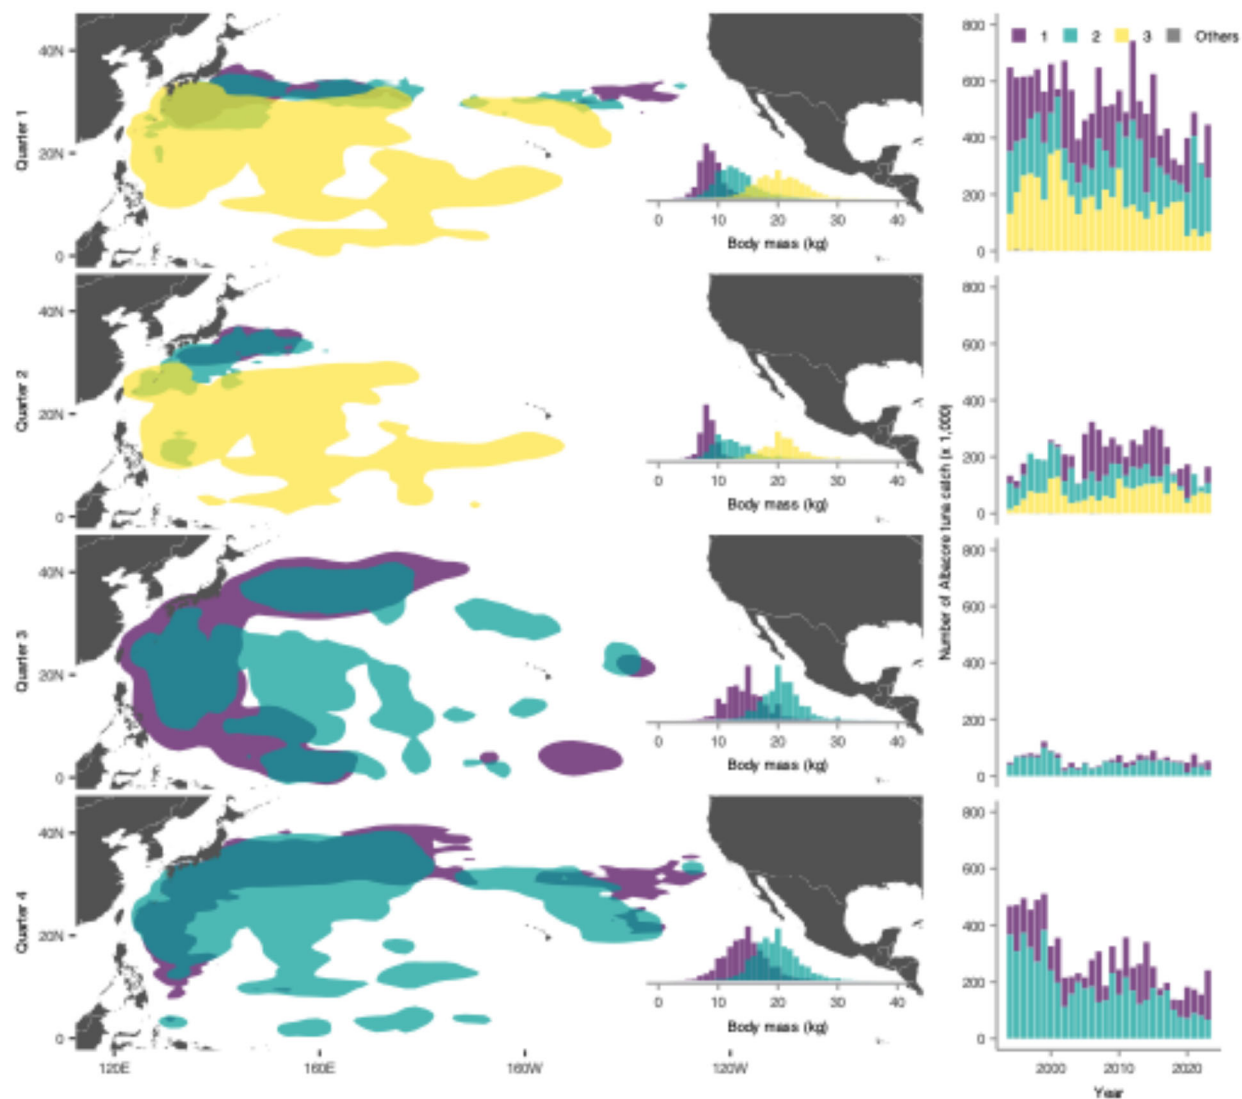 40N
20N
0
Quarter 1
0 10 20 30 40
Body mass (kg)
800
600
400
200
0
1 2 3 Others
40N
20N
0
Quarter 2
0 10 20 30 40
Body mass (kg)
800
600
400
200
0
Number of Albacore tuna catch (x 1,000)
40N
20N
0
Quarter 3
0 10 20 30 40
Body mass (kg)
800
600
400
200
0
40N
20N
0
Quarter 4
0 10 20 30 40
Body mass (kg)
800
600
400
200
0
120E 160E 160W 120W
2000 2010 2020
Year